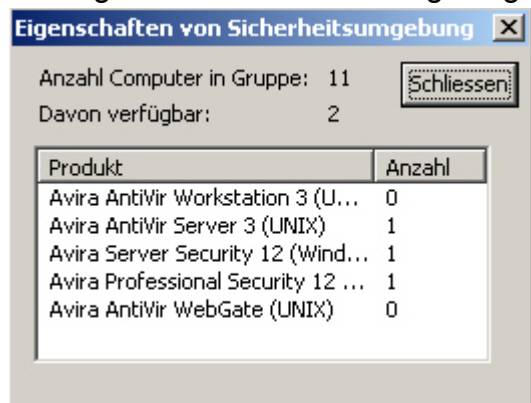 Eigenschaften von Sicherheitsumgebung
Anzahl Computer in Gruppe: 11
Schliessen
Davon verfügbar: 2
Produkt Anzahl
Avira AntiVir Workstation 3 (U... 0
Avira AntiVir Server 3 (UNIX) 1
Avira Server Security 12 (Wind... 1
Avira Professional Security 12 ... 1
Avira AntiVir WebGate (UNIX) 0